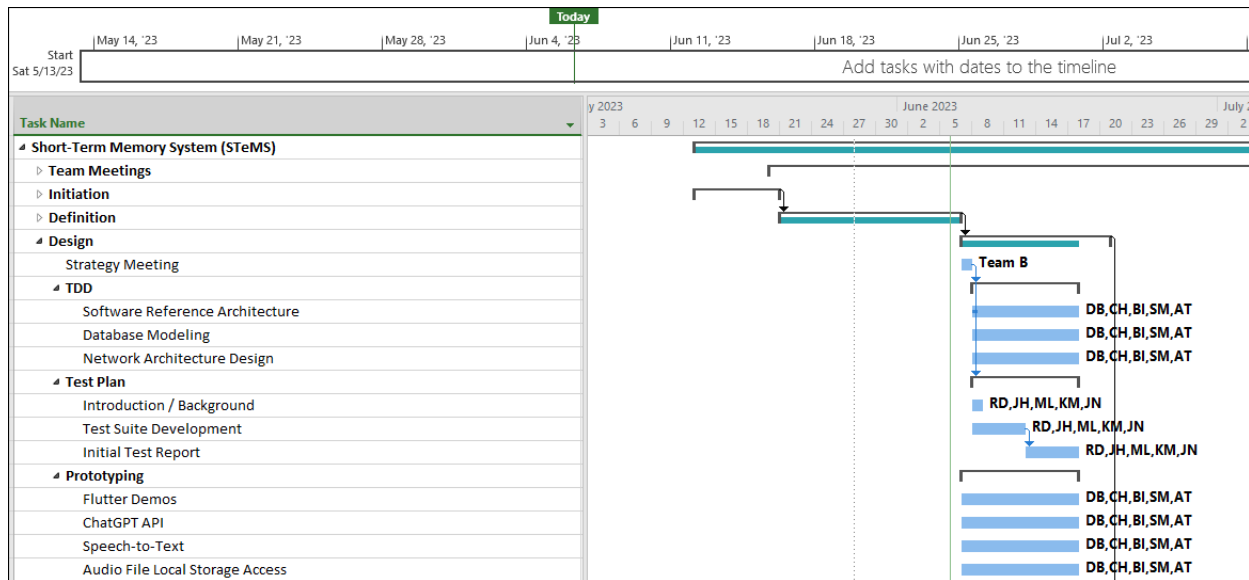 Today
May 14, '23 May 21, '23 May 28, '23 Jun 4, '23 Jun 11, '23 Jun 18, '23 Jun 25, '23 Jul 2, '23
Start
Sat 5/13/23
Add tasks with dates to the timeline
y 2023 June 2023 July 2
Task Name
3 6 9 12 15 18 21 24 27 30 2 5 8 11 14 17 20 23 26 29 2
Short-Term Memory System (STeMS)
Team Meetings
Initiation
Definition
Design
Strategy Meeting Team B
TDD
Software Reference Architecture DB,CH,BI,SM,AT
Database Modeling DB,CH,BI,SM,AT
Network Architecture Design DB,CH,BI,SM,AT
Test Plan
Introduction / Background RD,JH,ML,KM,JN
Test Suite Development RD,JH,ML,KM,JN
Initial Test Report RD,JH,ML,KM,JN
Prototyping
Flutter Demos DB,CH,BI,SM,AT
ChatGPT API DB,CH,BI,SM,AT
Speech-to-Text DB,CH,BI,SM,AT
Audio File Local Storage Access DB,CH,BI,SM,AT